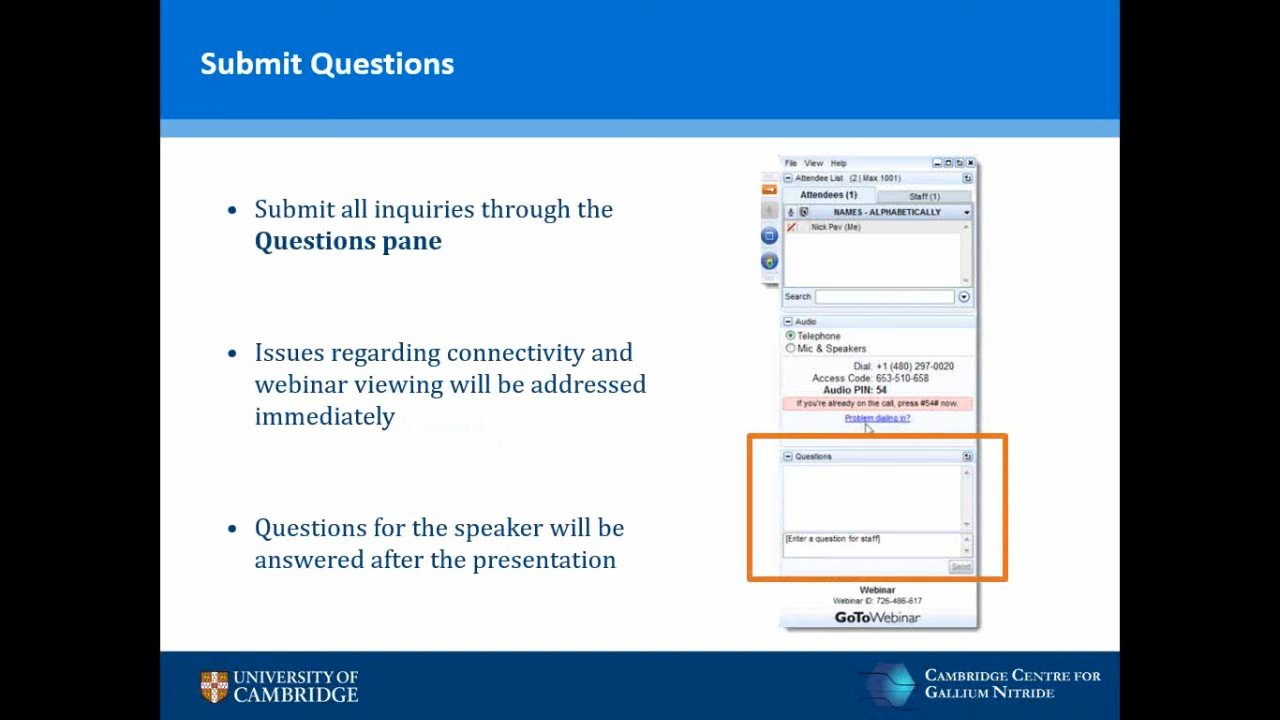 Submit Questions
• Submit all inquiries through the
Questions pane
• Issues regarding connectivity and
webinar viewing will be addressed
immediately
• Questions for the speaker will be
answered after the presentation
File View Help
Attendee List (2 | Max 1001)
Attendees (1)
Staff (1)
NAMES - ALPHABETICALLY
Nick Pav (Me)
Search
Audio
Telephone
Mic & Speakers
Dial: +1 (480) 297-0020
Access Code: 653-510-658
Audio PIN: 54
If you're already on the call, press #54# now.
Problem dialing in?
Questions
[Enter a question for staff]
Send
Webinar
Webinar ID: 726-486-617
GoToWebinar
UNIVERSITY OF
CAMBRIDGE
CAMBRIDGE CENTRE FOR
GALLIUM NITRIDE